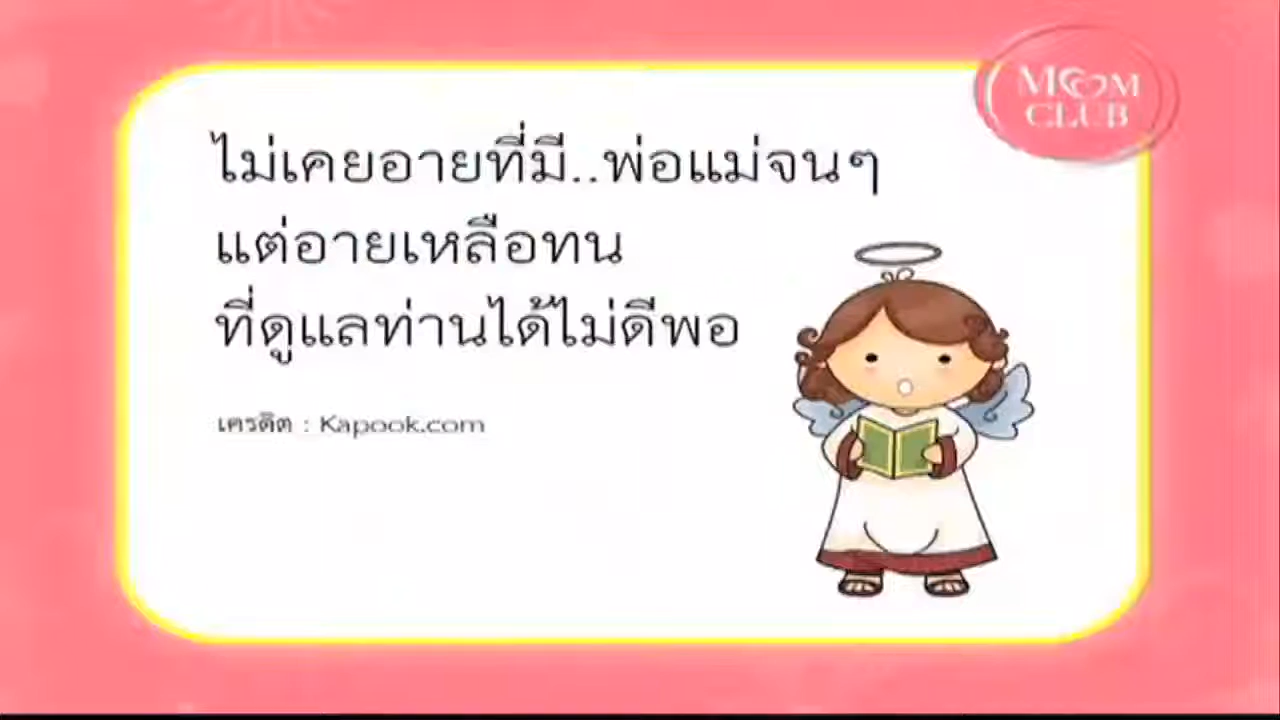 MOM
CLUB
ไม่เคยอายที่มี..พ่อแม่จนๆ
แต่อายเหลือทน
ที่ดูแลท่านได้ไม่ดีพอ
เครดิต : Kapook.com